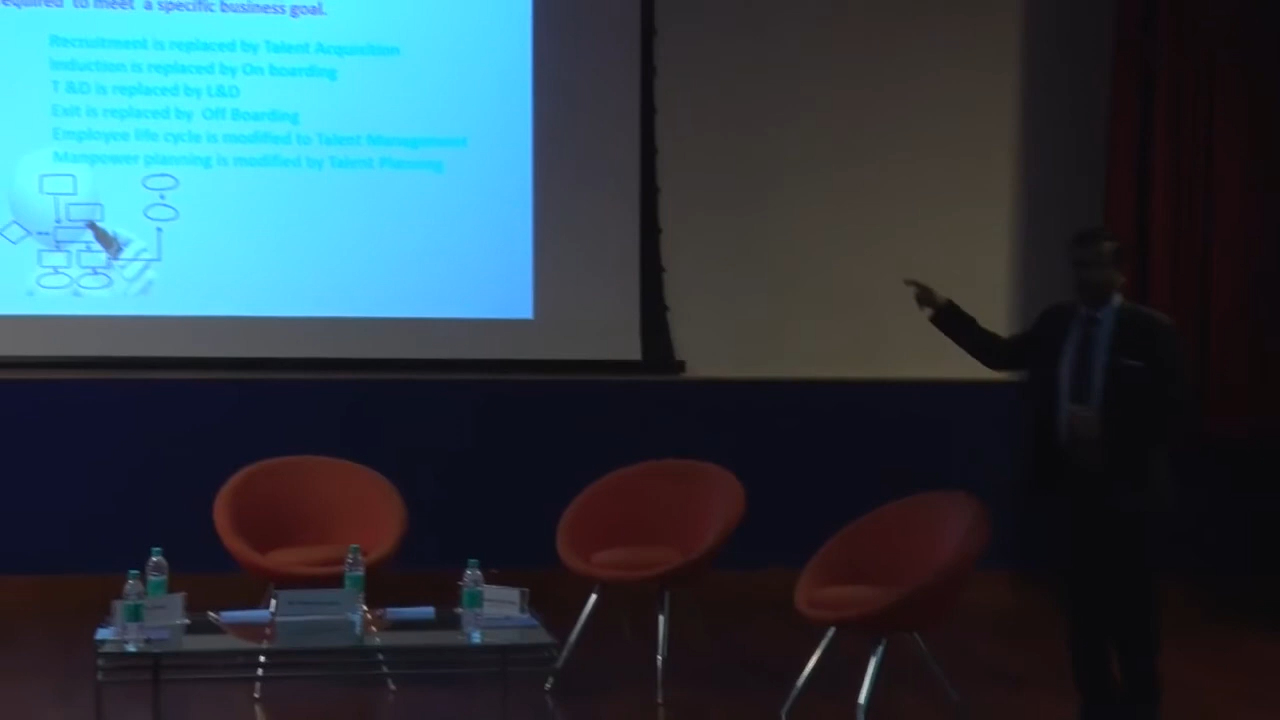 equired to meet a specific business goal.
Recruitment is replaced by Talent Acquisition
Induction is replaced by On boarding
T &D is replaced by L&D
Exit is replaced by Off Boarding
Employee life cycle is modified to Talent Management
Manpower planning is modified by Talent Planning